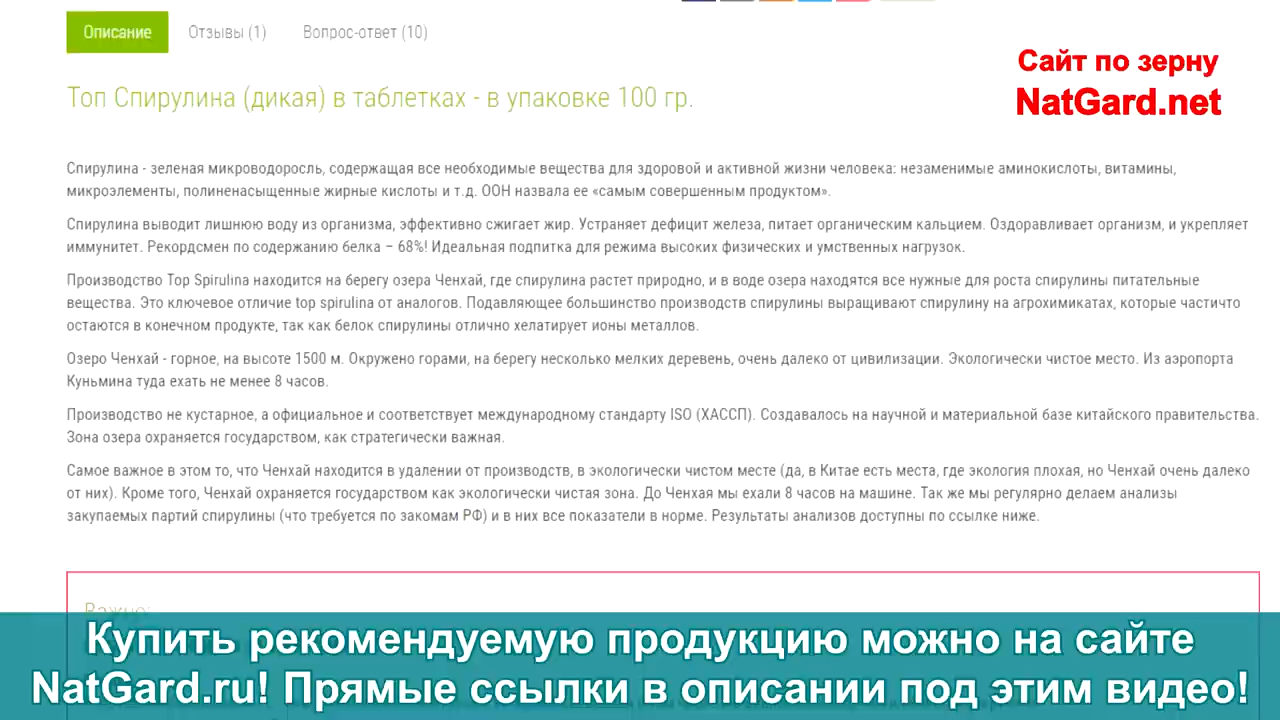 Описание
Отзывы (1)
Вопрос-ответ (10)
Сайт по зерну
NatGard.net
Топ Спирулина (дикая) в таблетках - в упаковке 100 гр.
Спирулина - зеленая микроводоросль, содержащая все необходимые вещества для здоровой и активной жизни человека: незаменимые аминокислоты, витамины,
микроэлементы, полиненасыщенные жирные кислоты и т.д. ООН назвала ее «самым совершенным продуктом».
Спирулина выводит лишнюю воду из организма, эффективно сжигает жир. Устраняет дефицит железа, питает органическим кальцием. Оздоравливает организм, и укрепляет
иммунитет. Рекордсмен по содержанию белка – 68%! Идеальная подпитка для режима высоких физических и умственных нагрузок.
Производство Top Spirulina находится на берегу озера Ченхай, где спирулина растет природно, и в воде озера находятся все нужные для роста спирулины питательные
вещества. Это ключевое отличие top spirulina от аналогов. Подавляющее большинство производств спирулины выращивают спирулину на агрохимикатах, которые частичто
остаются в конечном продукте, так как белок спирулины отлично хелатирует ионы металлов.
Озеро Ченхай - горное, на высоте 1500 м. Окружено горами, на берегу несколько мелких деревень, очень далеко от цивилизации. Экологически чистое место. Из аэропорта
Куньмина туда ехать не менее 8 часов.
Производство не кустарное, а официальное и соответствует международному стандарту ISO (ХАССП). Создавалось на научной и материальной базе китайского правительства.
Зона озера охраняется государством, как стратегически важная.
Самое важное в этом то, что Ченхай находится в удалении от производств, в экологически чистом месте (да, в Китае есть места, где экология плохая, но Ченхай очень далеко
от них). Кроме того, Ченхай охраняется государством как экологически чистая зона. До Ченхая мы ехали 8 часов на машине. Так же мы регулярно делаем анализы
закупаемых партий спирулины (что требуется по закомам РФ) и в них все показатели в норме. Результаты анализов доступны по ссылке ниже.
Важно:
Купить рекомендуемую продукцию можно на сайте
NatGard.ru! Прямые ссылки в описании под этим видео!